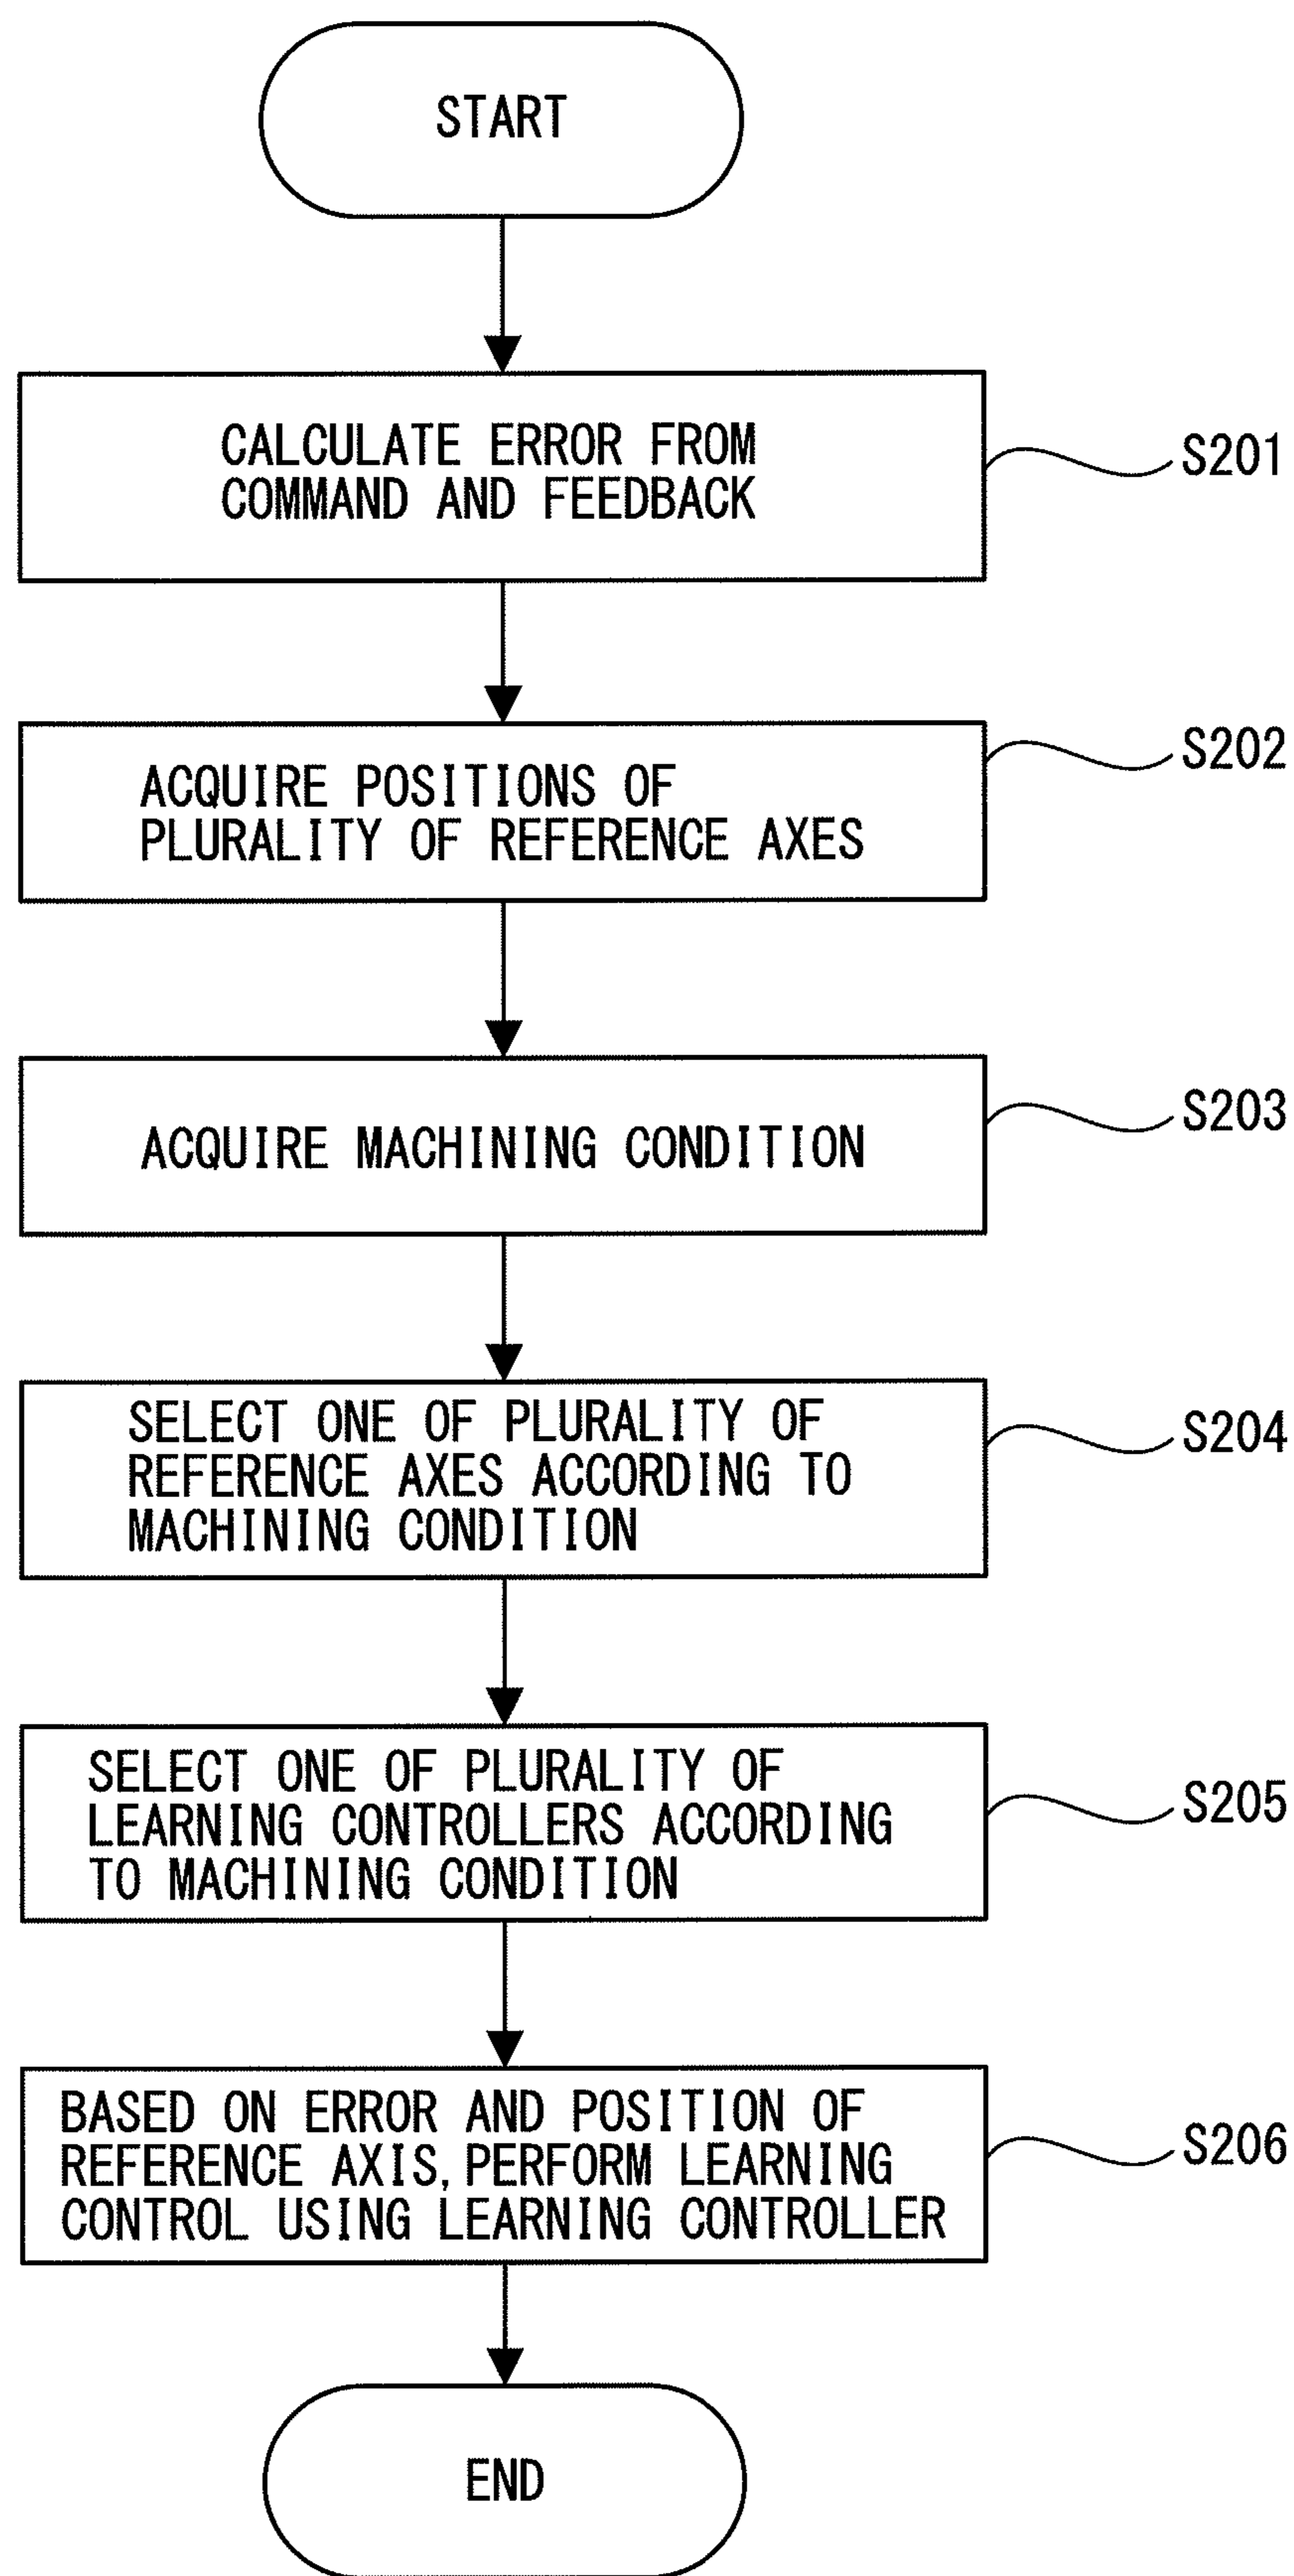 START
CALCULATE ERROR FROM
COMMAND AND FEEDBACK
S201
ACQUIRE POSITIONS OF
PLURALITY OF REFERENCE AXES
S202
ACQUIRE MACHINING CONDITION
S203
SELECT ONE OF PLURALITY OF
REFERENCE AXES ACCORDING TO
MACHINING CONDITION
S204
SELECT ONE OF PLURALITY OF
LEARNING CONTROLLERS ACCORDING
TO MACHINING CONDITION
S205
BASED ON ERROR AND POSITION OF
REFERENCE AXIS, PERFORM LEARNING
CONTROL USING LEARNING CONTROLLER
S206
END